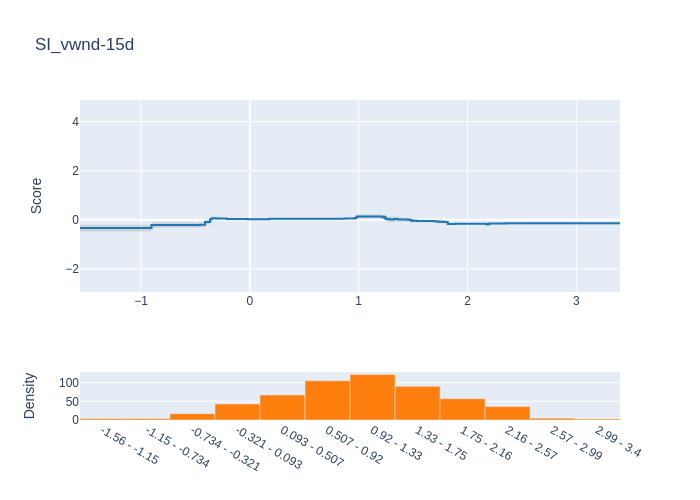 SI_vwnd-15d
Score
4
2
0
−2
−1
0
1
2
3
Density
100
50
0
-1.56 - -1.15
-1.15 - -0.734
-0.734 - -0.321
-0.321 - 0.093
0.093 - 0.507
0.507 - 0.92
0.92 - 1.33
1.33 - 1.75
1.75 - 2.16
2.16 - 2.57
2.57 - 2.99
2.99 - 3.4